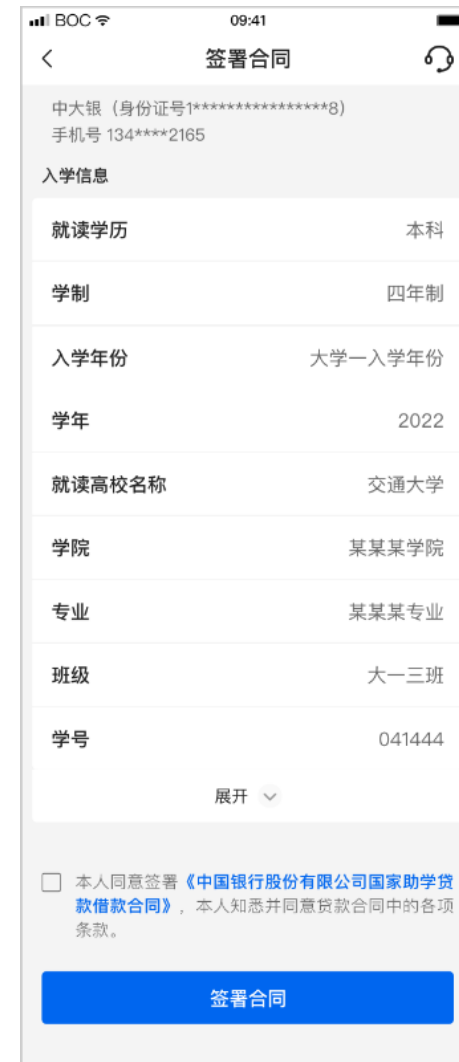 BOC 09:41
签署合同
中大银（身份证号1****************8)
手机号 134****2165
入学信息
就读学历 本科
学制 四年制
入学年份 大学一入学年份
学年 2022
就读高校名称 交通大学
学院 某某某学院
专业 某某某专业
班级 大一三班
学号 041444
展开
本人同意签署《中国银行股份有限公司国家助学贷
款借款合同》，本人知悉并同意贷款合同中的各项
条款。
签署合同